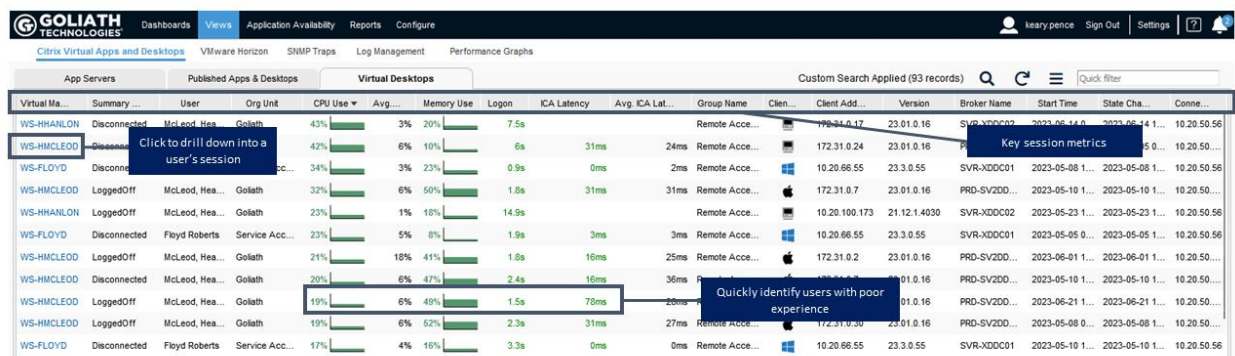 GOLIATH TECHNOLOGIES Dashboards Views Application Availability Reports Configure keary.pence Sign Out Settings ? 2
Citrix Virtual Apps and Desktops VMware Horizon SNMP Traps Log Management Performance Graphs
App Servers Published Apps & Desktops Virtual Desktops Custom Search Applied (93 records) Quick filter
Virtual Ma... Summary ... User Org Unit CPU Use ▼ Avg.... Memory Use Logon ICA Latency Avg. ICA Lat... Group Name Clien... Client Add... Version Broker Name Start Time State Cha... Conne...
WS-HHANLON Disconnected McLeod, Hea... Goliath 43% 3% 20% 7.5s Remote Acce... 172.31.0.17 23.01.0.16 SVR-XDDC02 10.20.50.56
WS-HMCLEOD 42% 6% 10% 6s 31ms 24ms Remote Acce... 172.31.0.24 23.01.0.16 10.20.50....
Click to drill down into a user's session
Key session metrics
WS-FLOYD 34% 3% 23% 0.9s 0ms 2ms Remote Acce... 10.20.66.55 23.3.0.55 SVR-XDDC01 2023-05-08 1... 2023-05-08 1... 10.20.50.56
WS-HMCLEOD LoggedOff McLeod, Hea... Goliath 32% 6% 50% 1.8s 31ms 31ms Remote Acce... 172.31.0.7 23.01.0.16 PRD-SV2DD... 2023-05-10 1... 2023-05-10 1... 10.20.50....
WS-HHANLON LoggedOff McLeod, Hea... Goliath 23% 1% 18% 14.9s Remote Acce... 10.20.100.173 21.12.1.4030 SVR-XDDC02 2023-05-23 1... 2023-05-23 1... 10.20.50.56
WS-FLOYD Disconnected Floyd Roberts Service Acc... 23% 5% 8% 1.9s 3ms 3ms Remote Acce... 10.20.66.55 23.3.0.55 SVR-XDDC01 2023-05-05 0... 2023-05-05 0... 10.20.50.56
WS-HMCLEOD LoggedOff McLeod, Hea... Goliath 21% 18% 41% 1.8s 16ms 25ms Remote Acce... 172.31.0.2 23.01.0.16 PRD-SV2DD... 2023-06-01 1... 2023-06-01 1... 10.20.50....
WS-HMCLEOD Disconnected McLeod, Hea... Goliath 20% 6% 47% 2.4s 16ms 36ms 23.01.0.16 PRD-SV2DD... 2023-05-10 1... 2023-05-10 1... 10.20.50....
WS-HMCLEOD LoggedOff McLeod, Hea... Goliath 19% 6% 49% 1.5s 78ms 01.0.16 PRD-SV2DD... 2023-06-21 1... 2023-06-21 1... 10.20.50....
Quickly identify users with poor experience
WS-HMCLEOD LoggedOff McLeod, Hea... Goliath 19% 6% 52% 2.3s 31ms 27ms Remote Acce... 172.31.0.30 23.01.0.16 PRD-SV2DD... 2023-05-08 0... 2023-05-08 1... 10.20.50....
WS-FLOYD Disconnected Floyd Roberts Service Acc... 17% 4% 16% 3.3s 0ms 0ms Remote Acce... 10.20.66.55 23.3.0.55 SVR-XDDC01 2023-05-10 1... 2023-05-10 1... 10.20.50.56